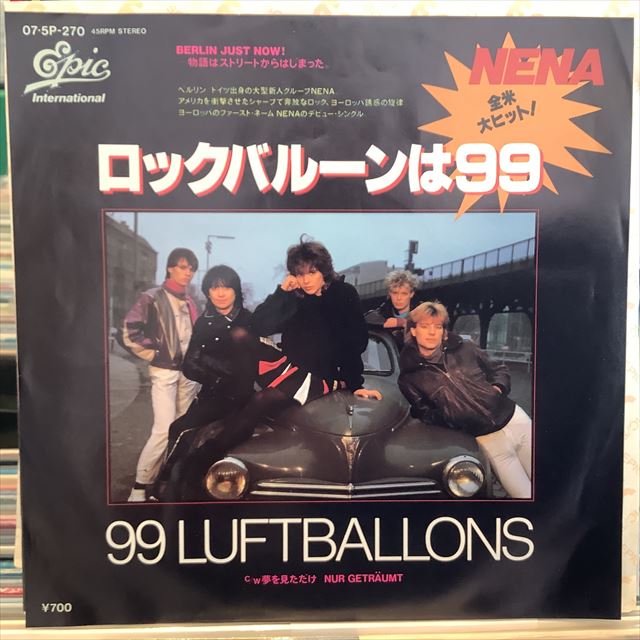 07・5P-270 45RPM STEREO
Epic
International
BERLIN JUST NOW!
物語はストリートからはじまった。
ベルリン ドイツ出身の大型新人グループNENA
アメリカを衝撃させたシャープで奔放なロック、ヨーロッパ誘惑の旋律
ヨーロッパのファースト・ネーム NENAのデビュー・シングル
NENA
全米
大ヒット!
ロックバルーンは99
99 LUFTBALLONS
c/w 夢を見ただけ NUR GETRÄUMT
¥700